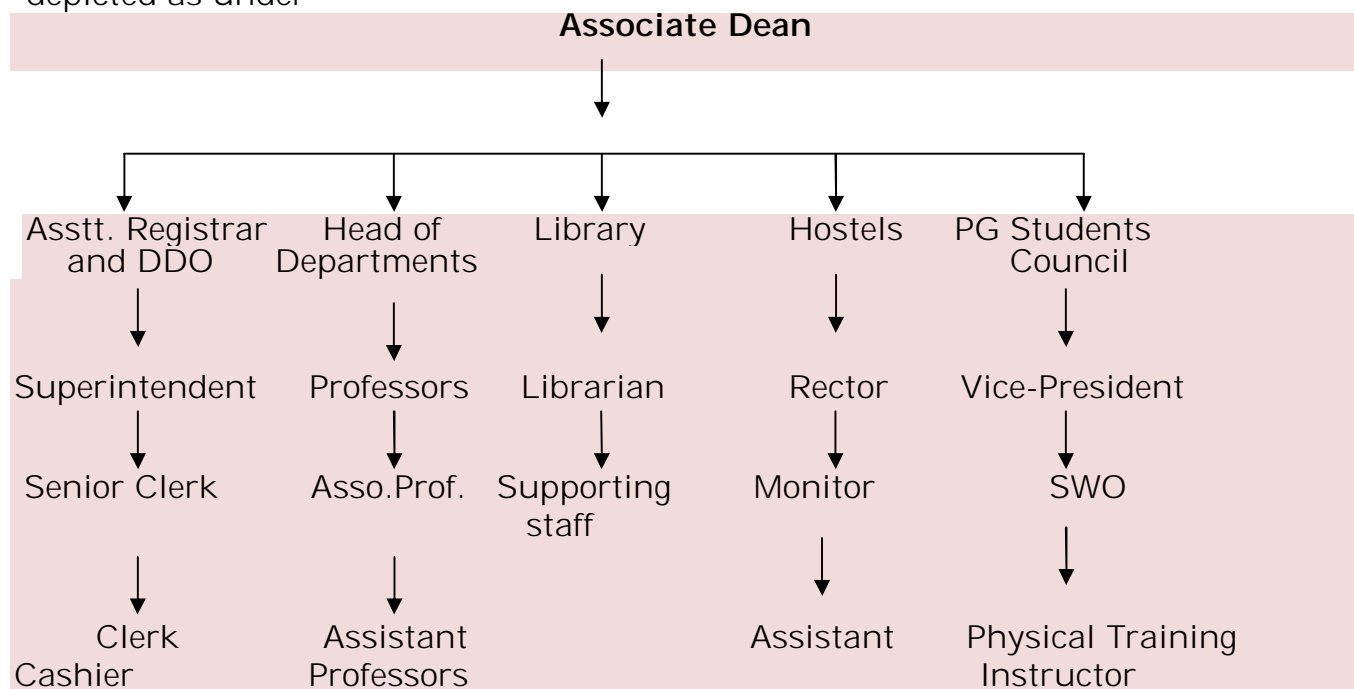 depicted as under
Associate Dean
Asstt. Registrar Head of Library Hostels PG Students
and DDO Departments Council
Superintendent Professors Librarian Rector Vice-President
Senior Clerk Asso.Prof. Supporting Monitor SWO
staff
Clerk Assistant Assistant Physical Training
Cashier Professors Instructor